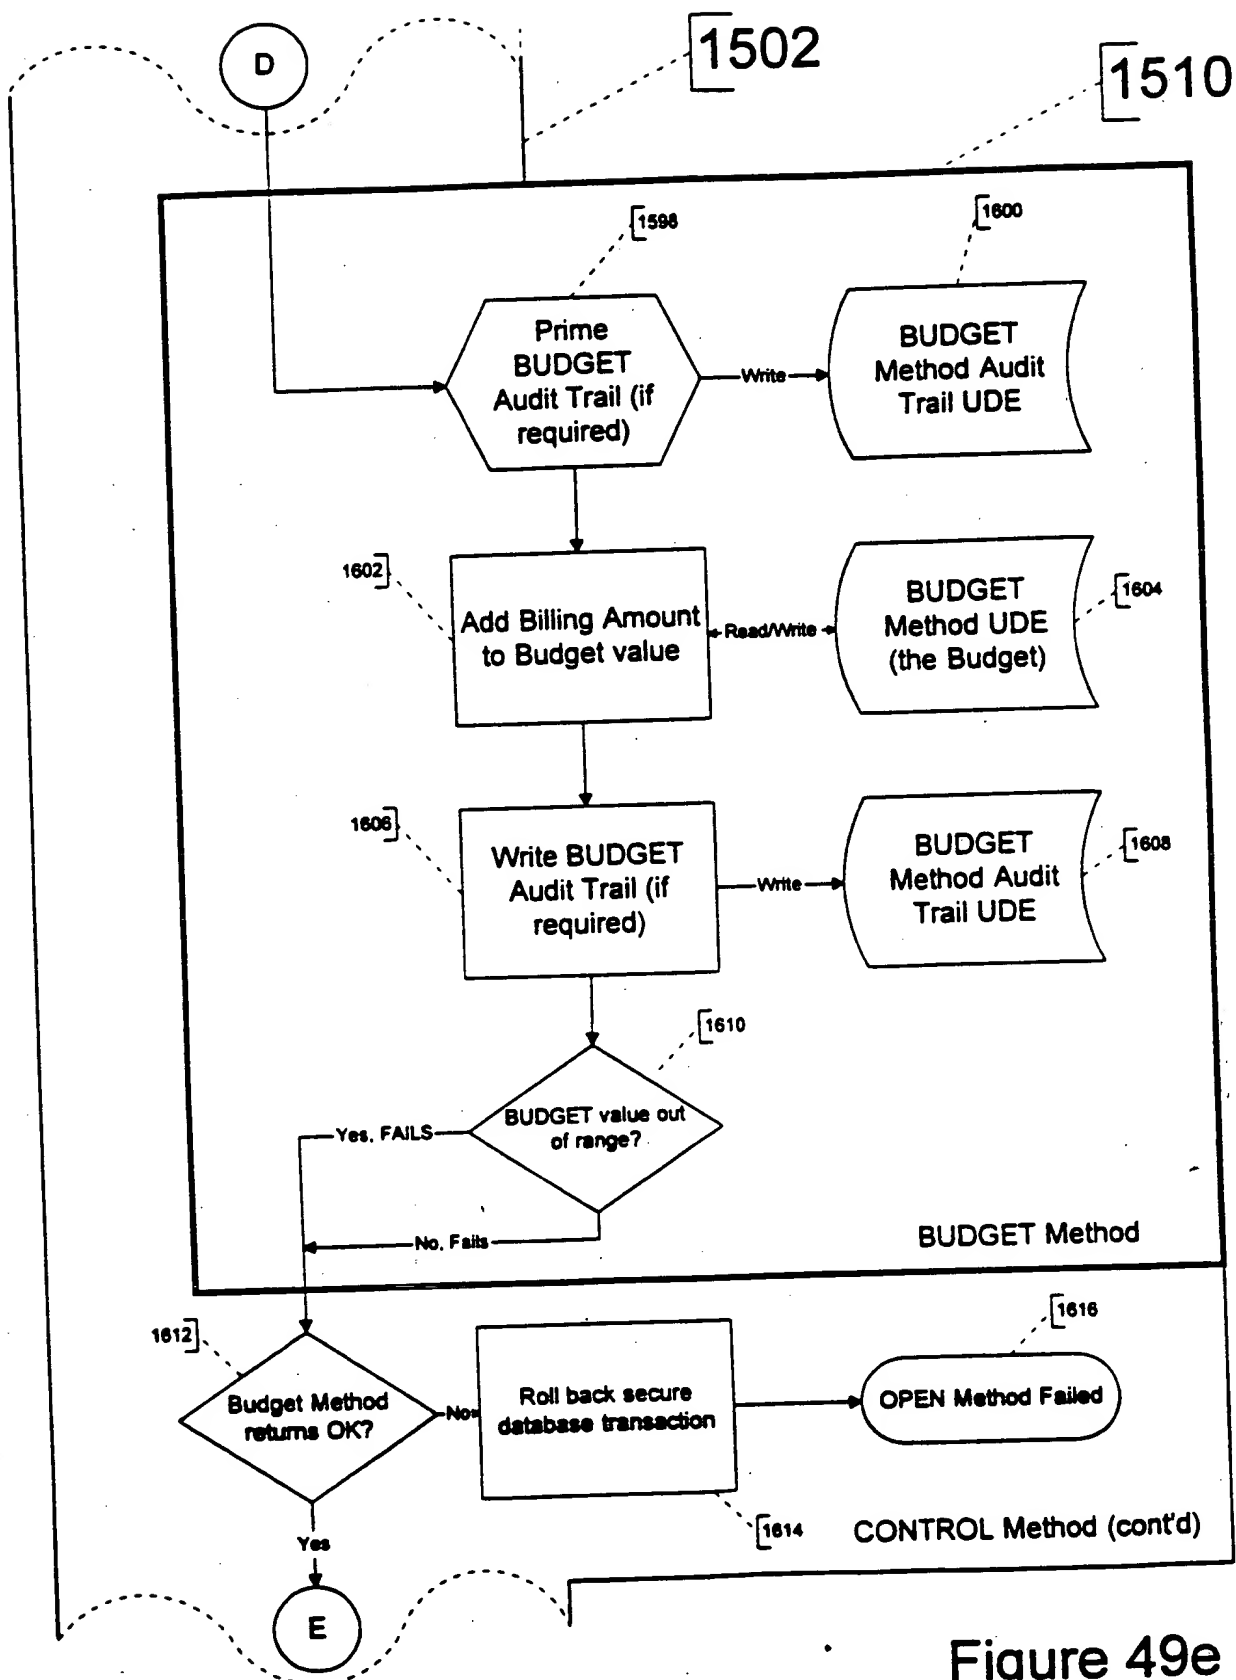 D
1502
1510
1598
1600
Prime
BUDGET
Audit Trail (if
required)
Write
BUDGET
Method Audit
Trail UDE
1602
Add Billing Amount
to Budget value
Read/Write
BUDGET
Method UDE
(the Budget)
1604
1606
Write BUDGET
Audit Trail (if
required)
Write
BUDGET
Method Audit
Trail UDE
1608
1610
BUDGET value out
of range?
Yes, FAILS
No, Fails
BUDGET Method
1612
Budget Method
returns OK?
No
Roll back secure
database transaction
1616
OPEN Method Failed
1614
CONTROL Method (cont'd)
Yes
E
Figure 49e